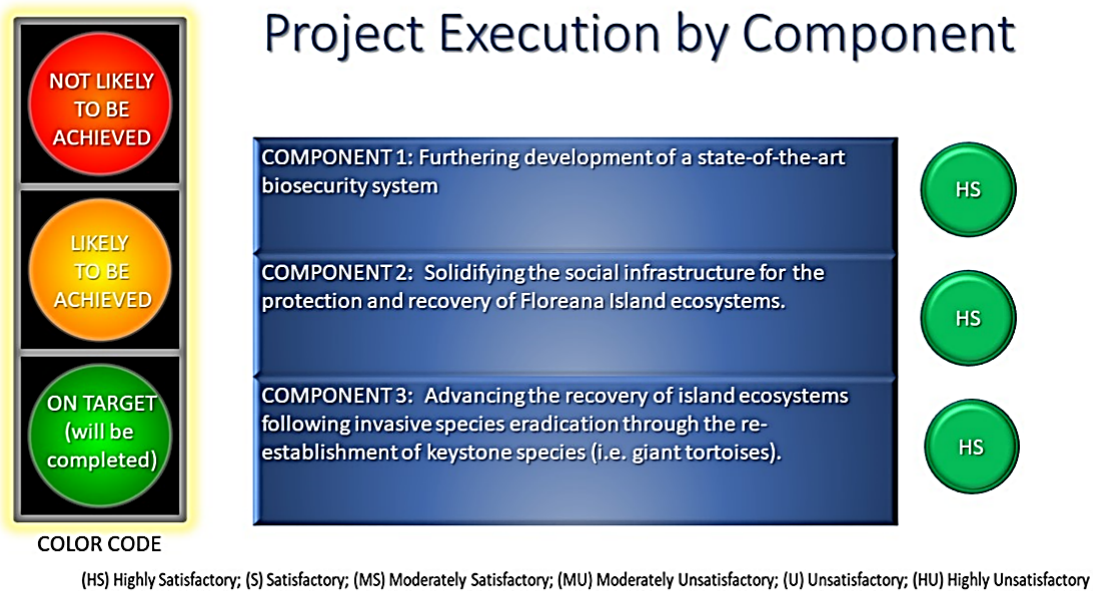 Project Execution by Component
NOT LIKELY
TO BE
ACHIEVED
LIKELY
TO BE
ACHIEVED
ON TARGET
(will be
completed)
COLOR CODE
COMPONENT 1: Furthering development of a state-of-the-art
biosecurity system
HS
COMPONENT 2: Solidifying the social infrastructure for the
protection and recovery of Floreana Island ecosystems.
HS
COMPONENT 3: Advancing the recovery of island ecosystems
following invasive species eradication through the re-
establishment of keystone species (i.e. giant tortoises).
HS
(HS) Highly Satisfactory; (S) Satisfactory; (MS) Moderately Satisfactory; (MU) Moderately Unsatisfactory; (U) Unsatisfactory; (HU) Highly Unsatisfactory